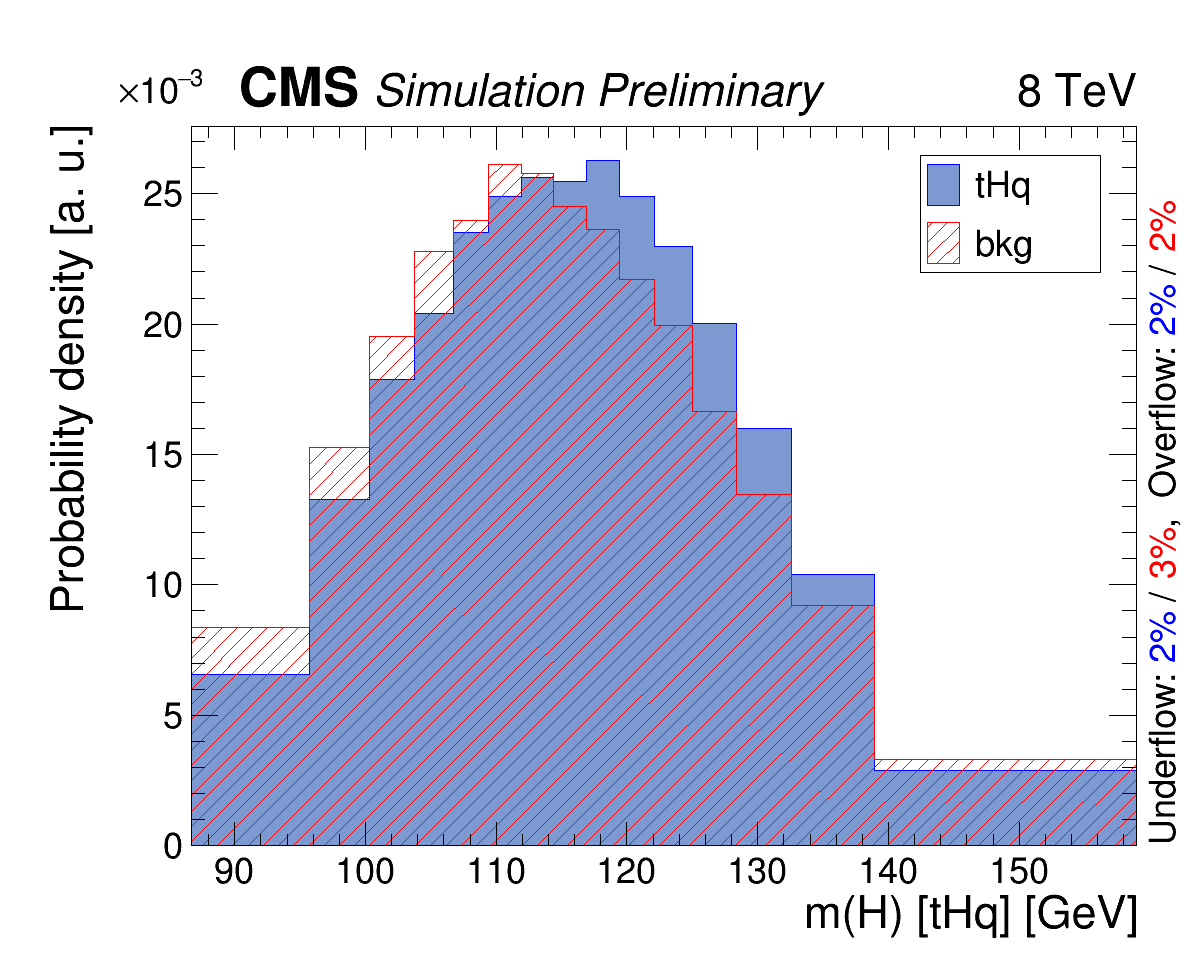 ×10⁻³ CMS Simulation Preliminary 8 TeV
Probability density [a. u.]
25
20
15
10
5
0
tHq
bkg
90 100 110 120 130 140 150
m(H) [tHq] [GeV]
Underflow: 2% / 3%, Overflow: 2% / 2%